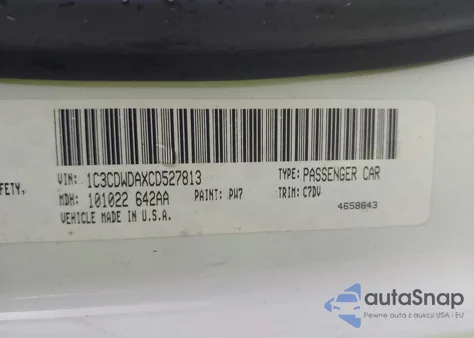 FETY,
VIN: 1C3CDWDAXCD527813
TYPE: PASSENGER CAR
MDH: 101022 642AA
PAINT: PW7
TRIM: C7DV
VEHICLE MADE IN U.S.A.
4658843
autoSnap
Pewne auta z aukcji USA i EU